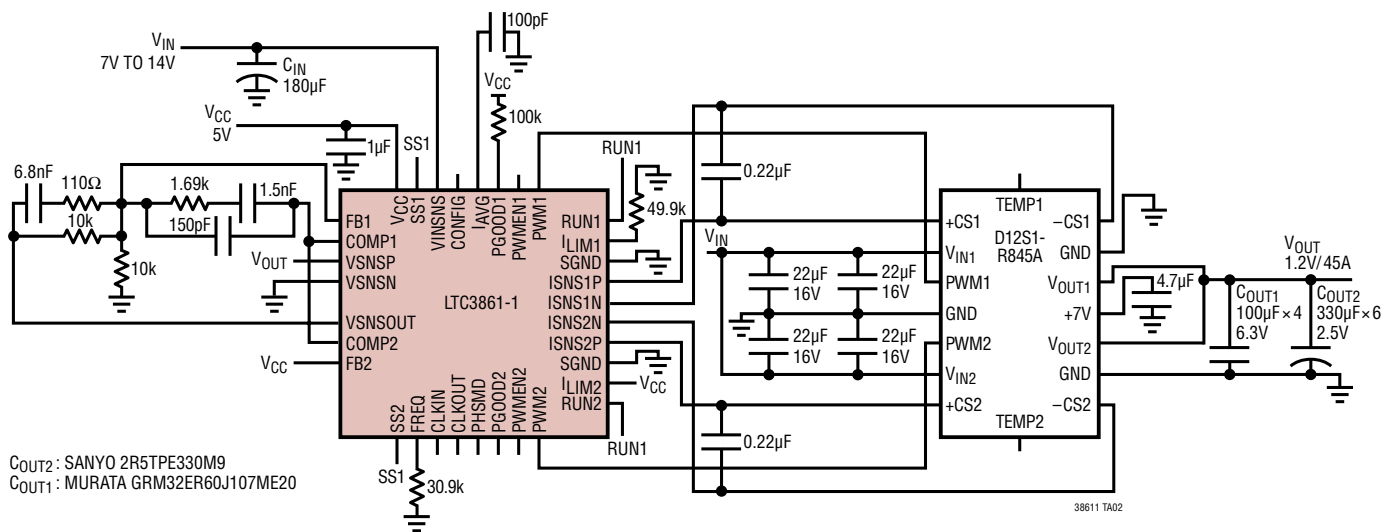 100pF
VIN
7V TO 14V
CIN
180µF
VCC
100k
VCC
5V
1µF
SS1
RUN1
0.22µF
6.8nF
110Ω
1.69k
1.5nF
10k
150pF
10k
49.9k
VCC
SS1
VINSNS
CONFIG
IAVG
PGOOD1
PWMEN1
PWM1
FB1
COMP1
VSNSP
VSNSN
VSNSOUT
COMP2
FB2
VOUT
VCC
LTC3861-1
RUN1
ILIM1
SGND
ISNS1P
ISNS1N
ISNS2N
ISNS2P
SGND
ILIM2
RUN2
VCC
RUN1
SS2
FREQ
CLKIN
CLKOUT
PHSMD
PGOOD2
PWMEN2
PWM2
SS1
30.9k
VIN
22µF
16V
22µF
16V
22µF
16V
22µF
16V
0.22µF
TEMP1
D12S1-
R845A
+CS1
VIN1
PWM1
GND
PWM2
VIN2
+CS2
–CS1
GND
VOUT1
+7V
VOUT2
GND
–CS2
TEMP2
4.7µF
VOUT
1.2V/45A
COUT1
100µF×4
6.3V
COUT2
330µF×6
2.5V
COUT2: SANYO 2R5TPE330M9
COUT1: MURATA GRM32ER60J107ME20
38611 TA02